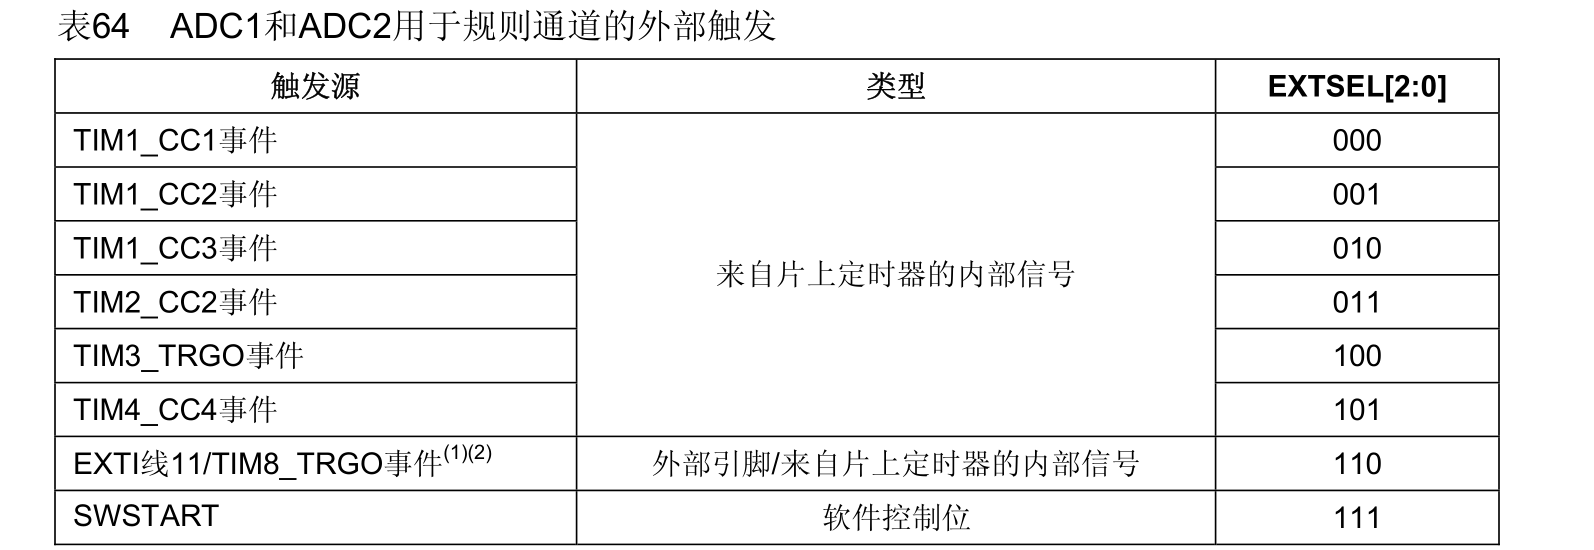 表64 ADC1和ADC2用于规则通道的外部触发
触发源 类型 EXTSEL[2:0]
TIM1_CC1事件 000
TIM1_CC2事件 001
TIM1_CC3事件 010
来自片上定时器的内部信号
TIM2_CC2事件 011
TIM3_TRGO事件 100
TIM4_CC4事件 101
EXTI线11/TIM8_TRGO事件(1)(2) 外部引脚/来自片上定时器的内部信号 110
SWSTART 软件控制位 111